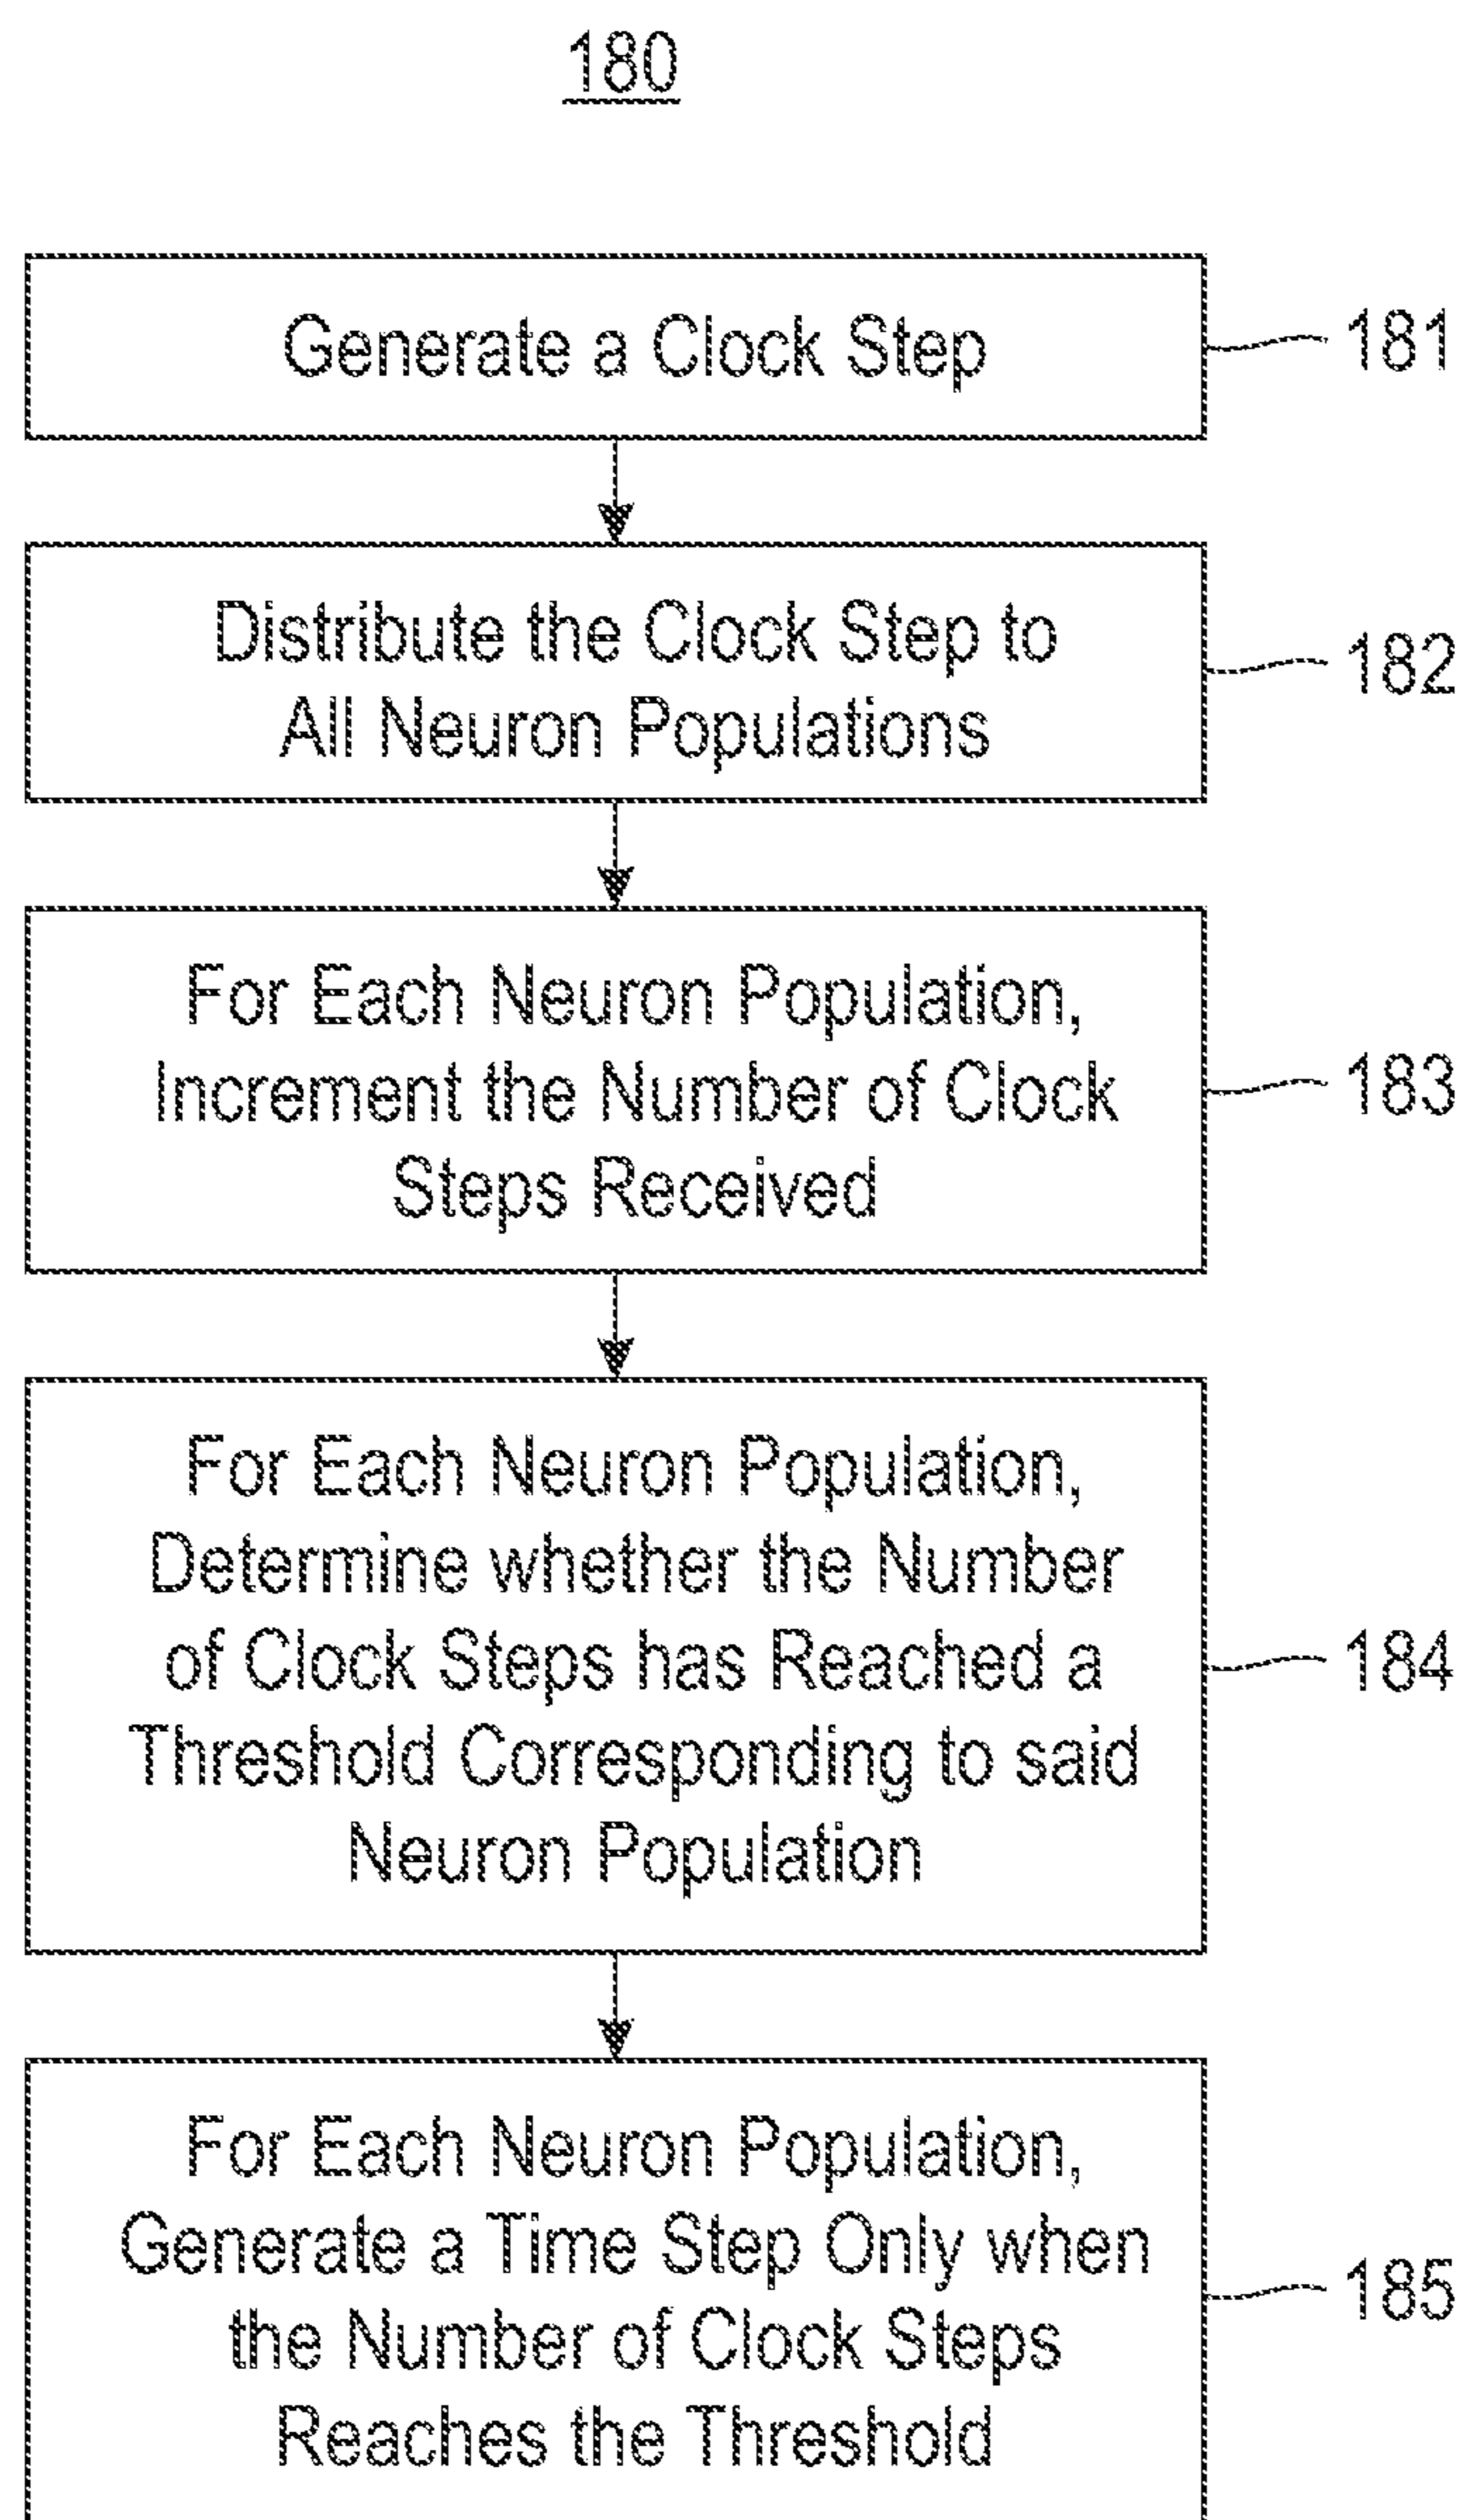 180
Generate a Clock Step
181
Distribute the Clock Step to
All Neuron Populations
182
For Each Neuron Population,
Increment the Number of Clock
Steps Received
183
For Each Neuron Population,
Determine whether the Number
of Clock Steps has Reached a
Threshold Corresponding to said
Neuron Population
184
For Each Neuron Population,
Generate a Time Step Only when
the Number of Clock Steps
Reaches the Threshold
185